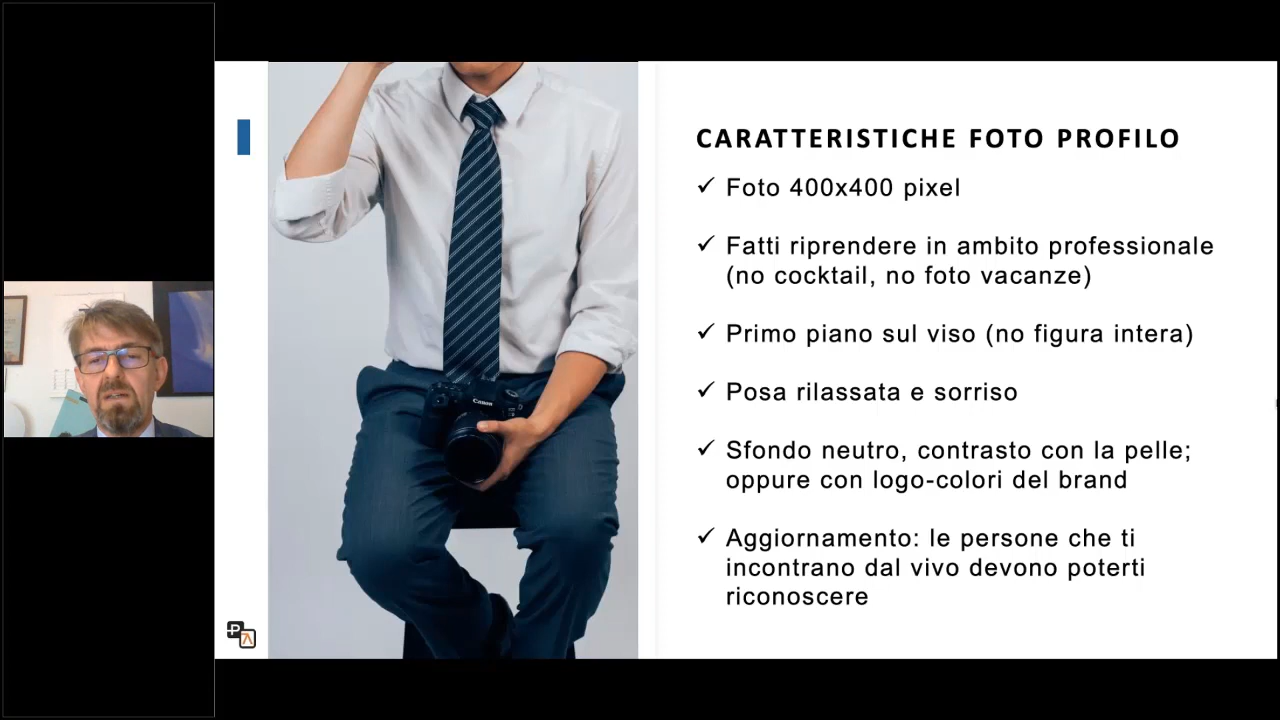 CARATTERISTICHE FOTO PROFILO
✓ Foto 400x400 pixel
✓ Fatti riprendere in ambito professionale
(no cocktail, no foto vacanze)
✓ Primo piano sul viso (no figura intera)
✓ Posa rilassata e sorriso
✓ Sfondo neutro, contrasto con la pelle;
oppure con logo-colori del brand
✓ Aggiornamento: le persone che ti
incontrano dal vivo devono poterti
riconoscere
Canon
P